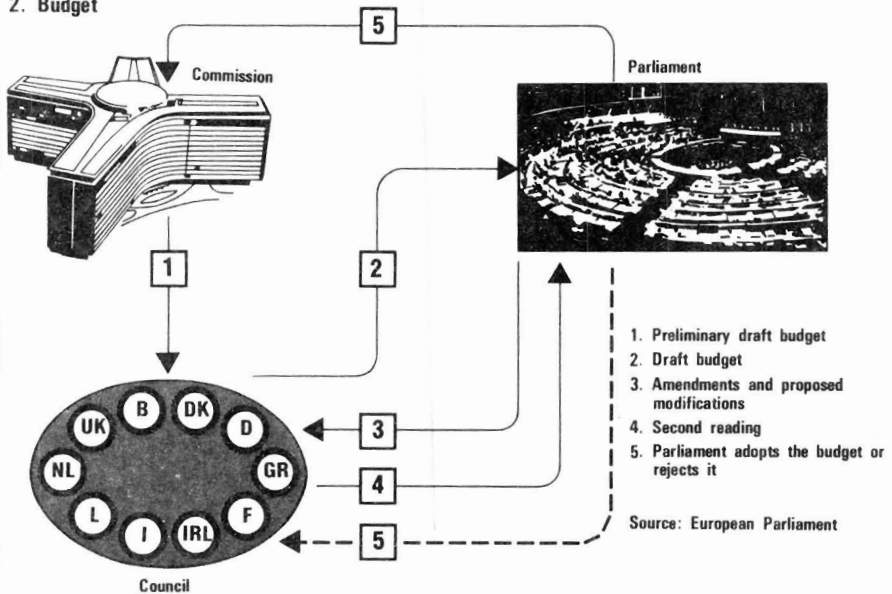 2. Budget
5
Commission
Parliament
1
2
B
DK
UK
D
NL
GR
L
F
I
IRL
3
4
5
Council
1. Preliminary draft budget
2. Draft budget
3. Amendments and proposed
modifications
4. Second reading
5. Parliament adopts the budget or
rejects it
Source: European Parliament